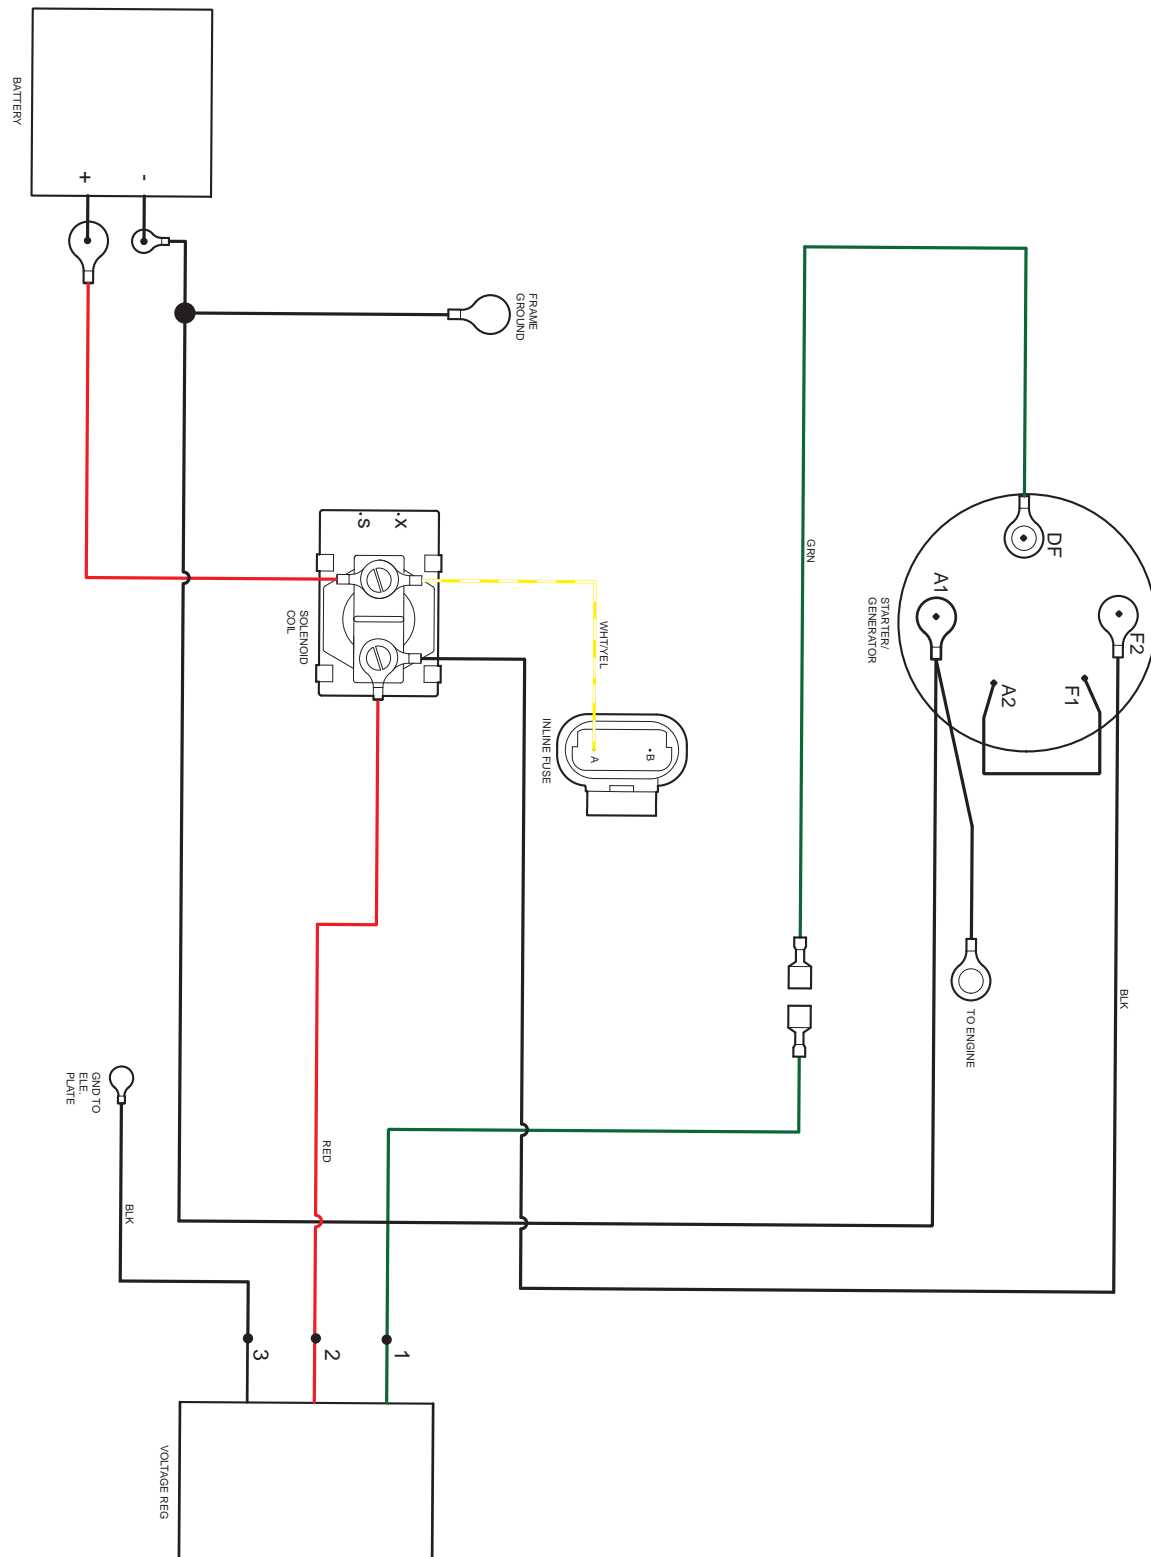 BATTERY
+
-
FRAME
GROUND
S
X
SOLENOID
COIL
WHT/YEL
INLINE FUSE
A
B
GRN
DF
A1
F2
A2
F1
STARTER/
GENERATOR
TO ENGINE
BLK
GND TO
ELE.
PLATE
BLK
RED
3
2
1
VOLTAGE REG